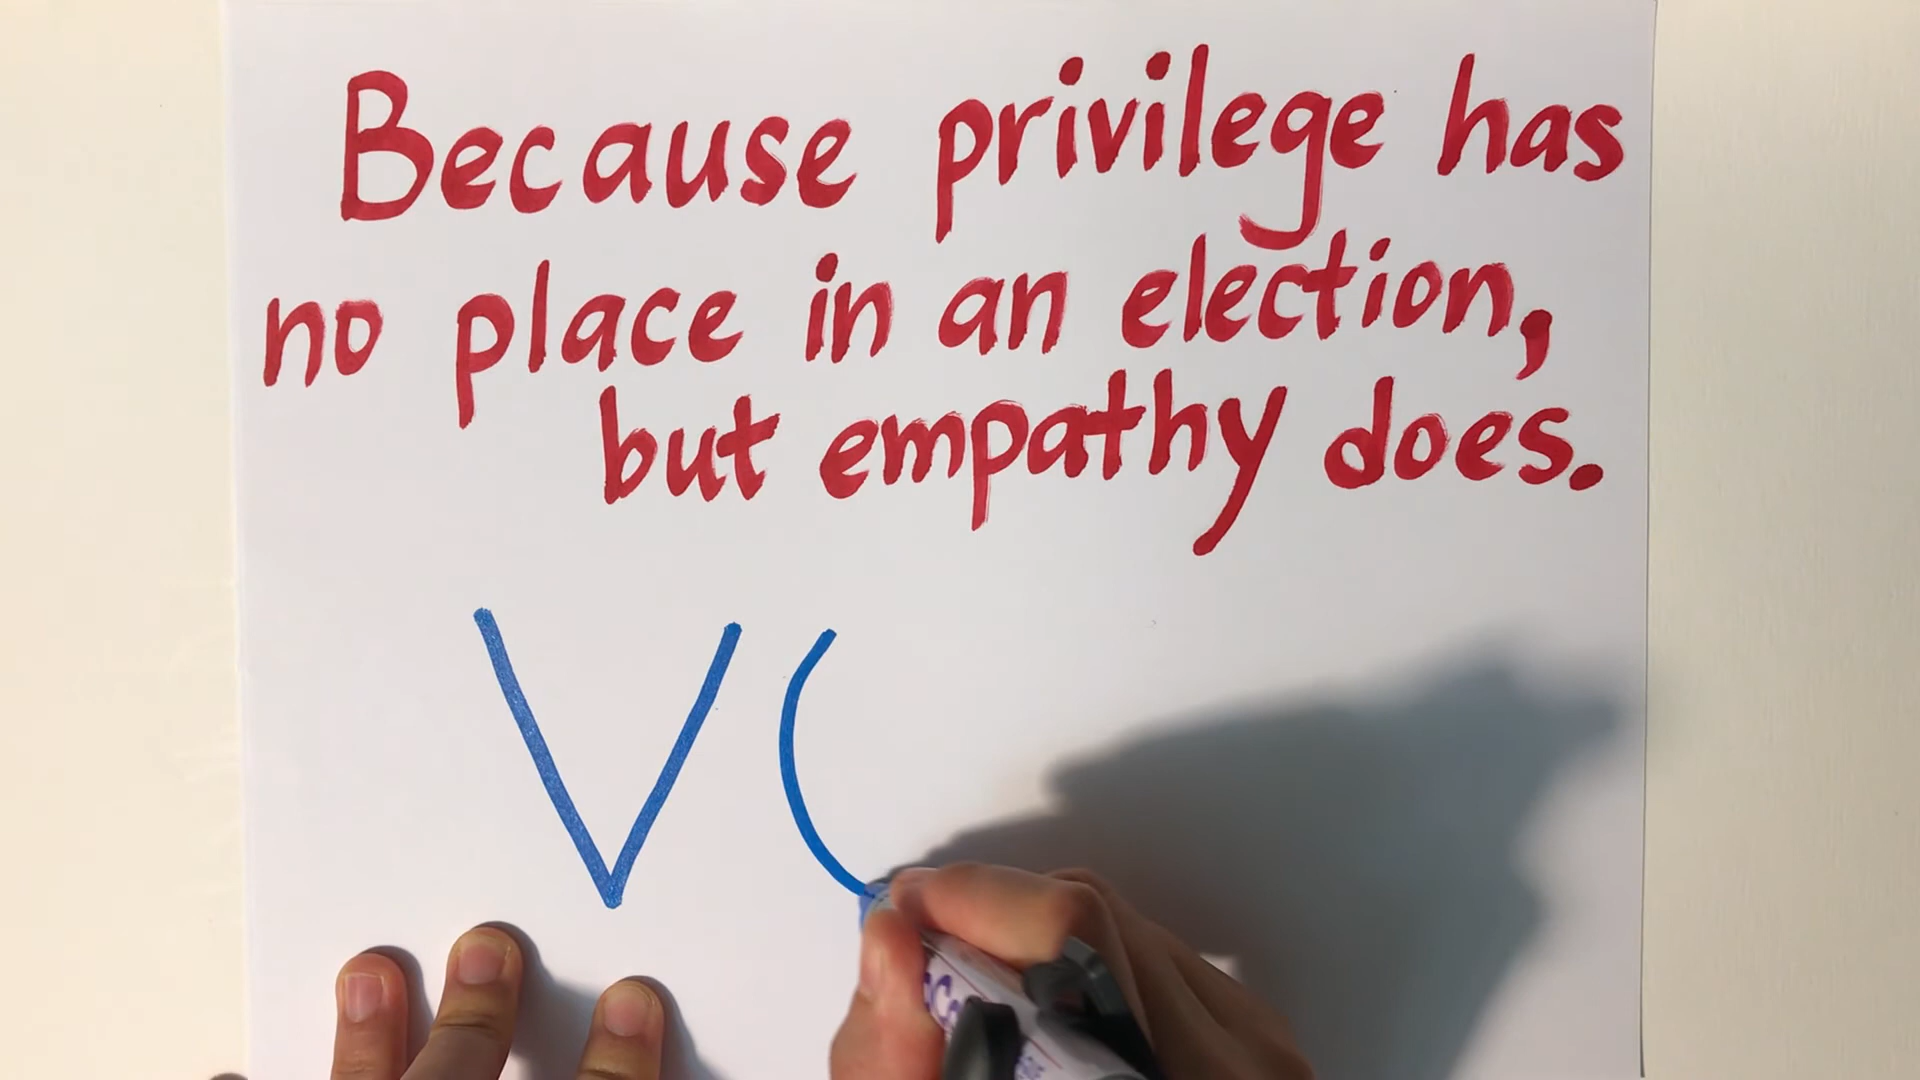 Because privilege has
no place in an election,
but empathy does.
V